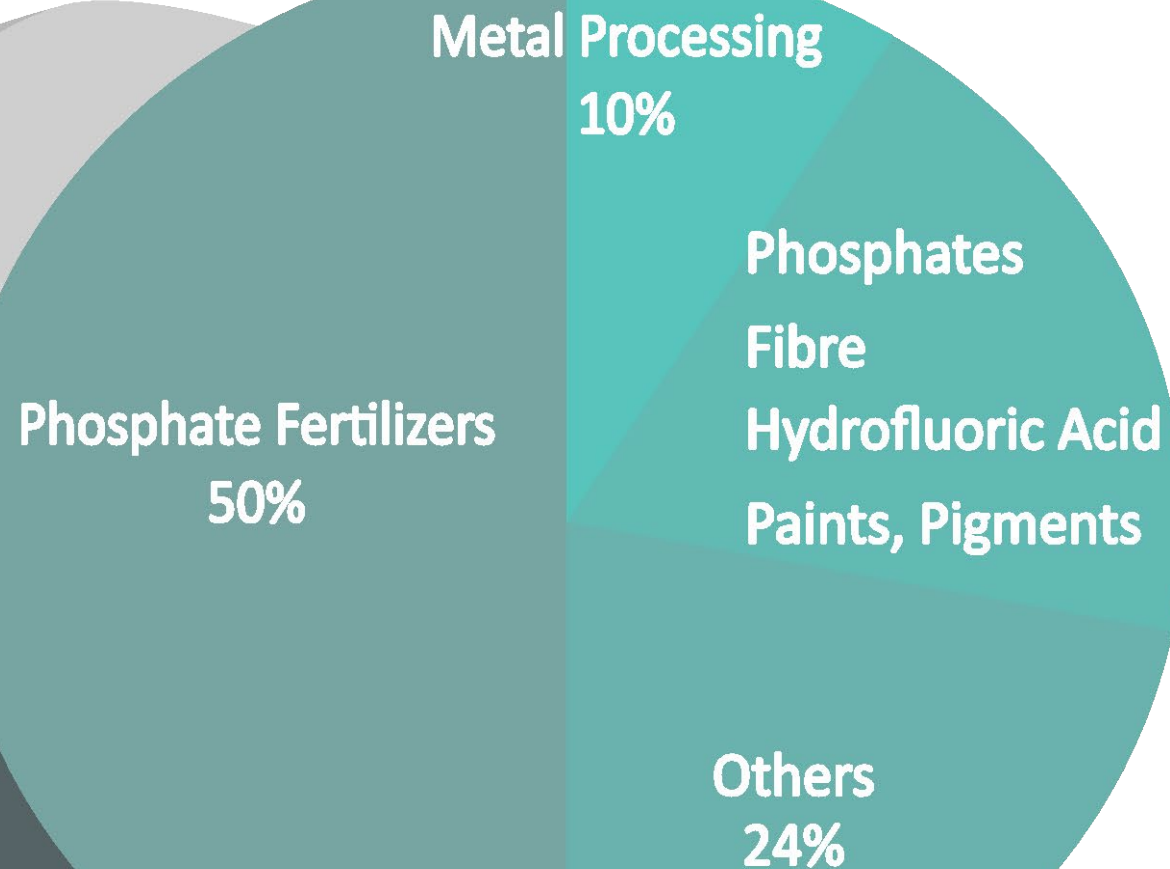 Metal Processing
10%
Phosphates
Fibre
Hydrofluoric Acid
Paints, Pigments
Phosphate Fertilizers
50%
Others
24%